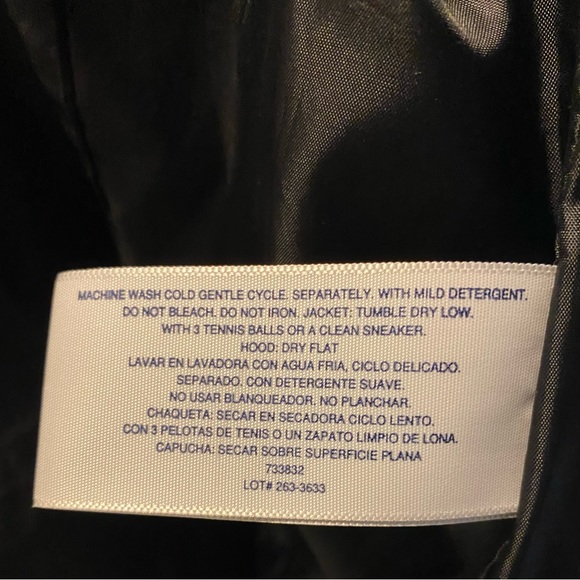 MACHINE WASH COLD GENTLE CYCLE. SEPARATELY. WITH MILD DETERGENT.
DO NOT BLEACH. DO NOT IRON. JACKET: TUMBLE DRY LOW.
WITH 3 TENNIS BALLS OR A CLEAN SNEAKER.
HOOD: DRY FLAT
LAVAR EN LAVADORA CON AGUA FRIA, CICLO DELICADO.
SEPARADO. CON DETERGENTE SUAVE.
NO USAR BLANQUEADOR. NO PLANCHAR.
CHAQUETA: SECAR EN SECADORA CICLO LENTO.
CON 3 PELOTAS DE TENIS O UN ZAPATO LIMPIO DE LONA.
CAPUCHA: SECAR SOBRE SUPERFICIE PLANA
733832
LOT# 263-3633